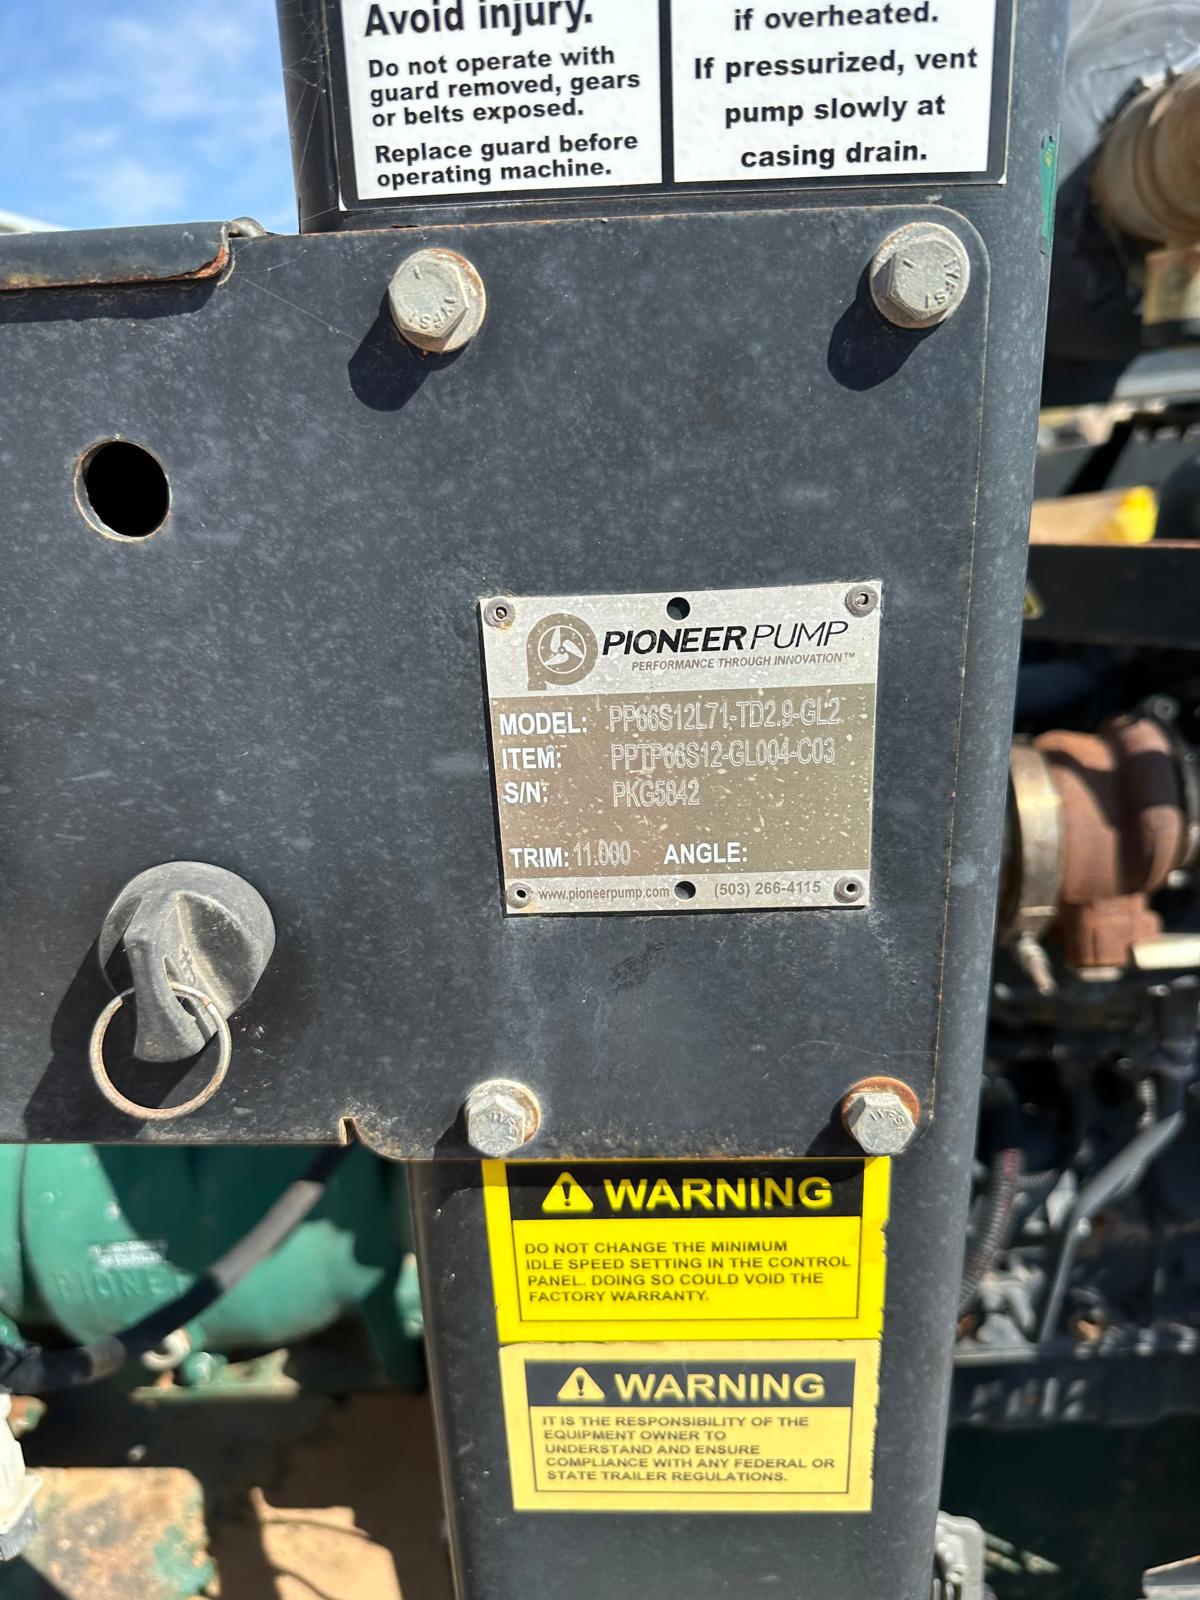 Avoid injury.
Do not operate with
guard removed, gears
or belts exposed.
Replace guard before
operating machine.
if overheated.
If pressurized, vent
pump slowly at
casing drain.
PIONEER PUMP
PERFORMANCE THROUGH INNOVATION™
MODEL: PP66S12L71-TD2.9-GL2
ITEM: PPTP66S12-GL004-C03
S/N: PKG5842
TRIM: 11.000 ANGLE:
www.pioneerpump.com (503) 266-4115
WARNING
DO NOT CHANGE THE MINIMUM
IDLE SPEED SETTING IN THE CONTROL
PANEL. DOING SO COULD VOID THE
FACTORY WARRANTY.
WARNING
IT IS THE RESPONSIBILITY OF THE
EQUIPMENT OWNER TO
UNDERSTAND AND ENSURE
COMPLIANCE WITH ANY FEDERAL OR
STATE TRAILER REGULATIONS.